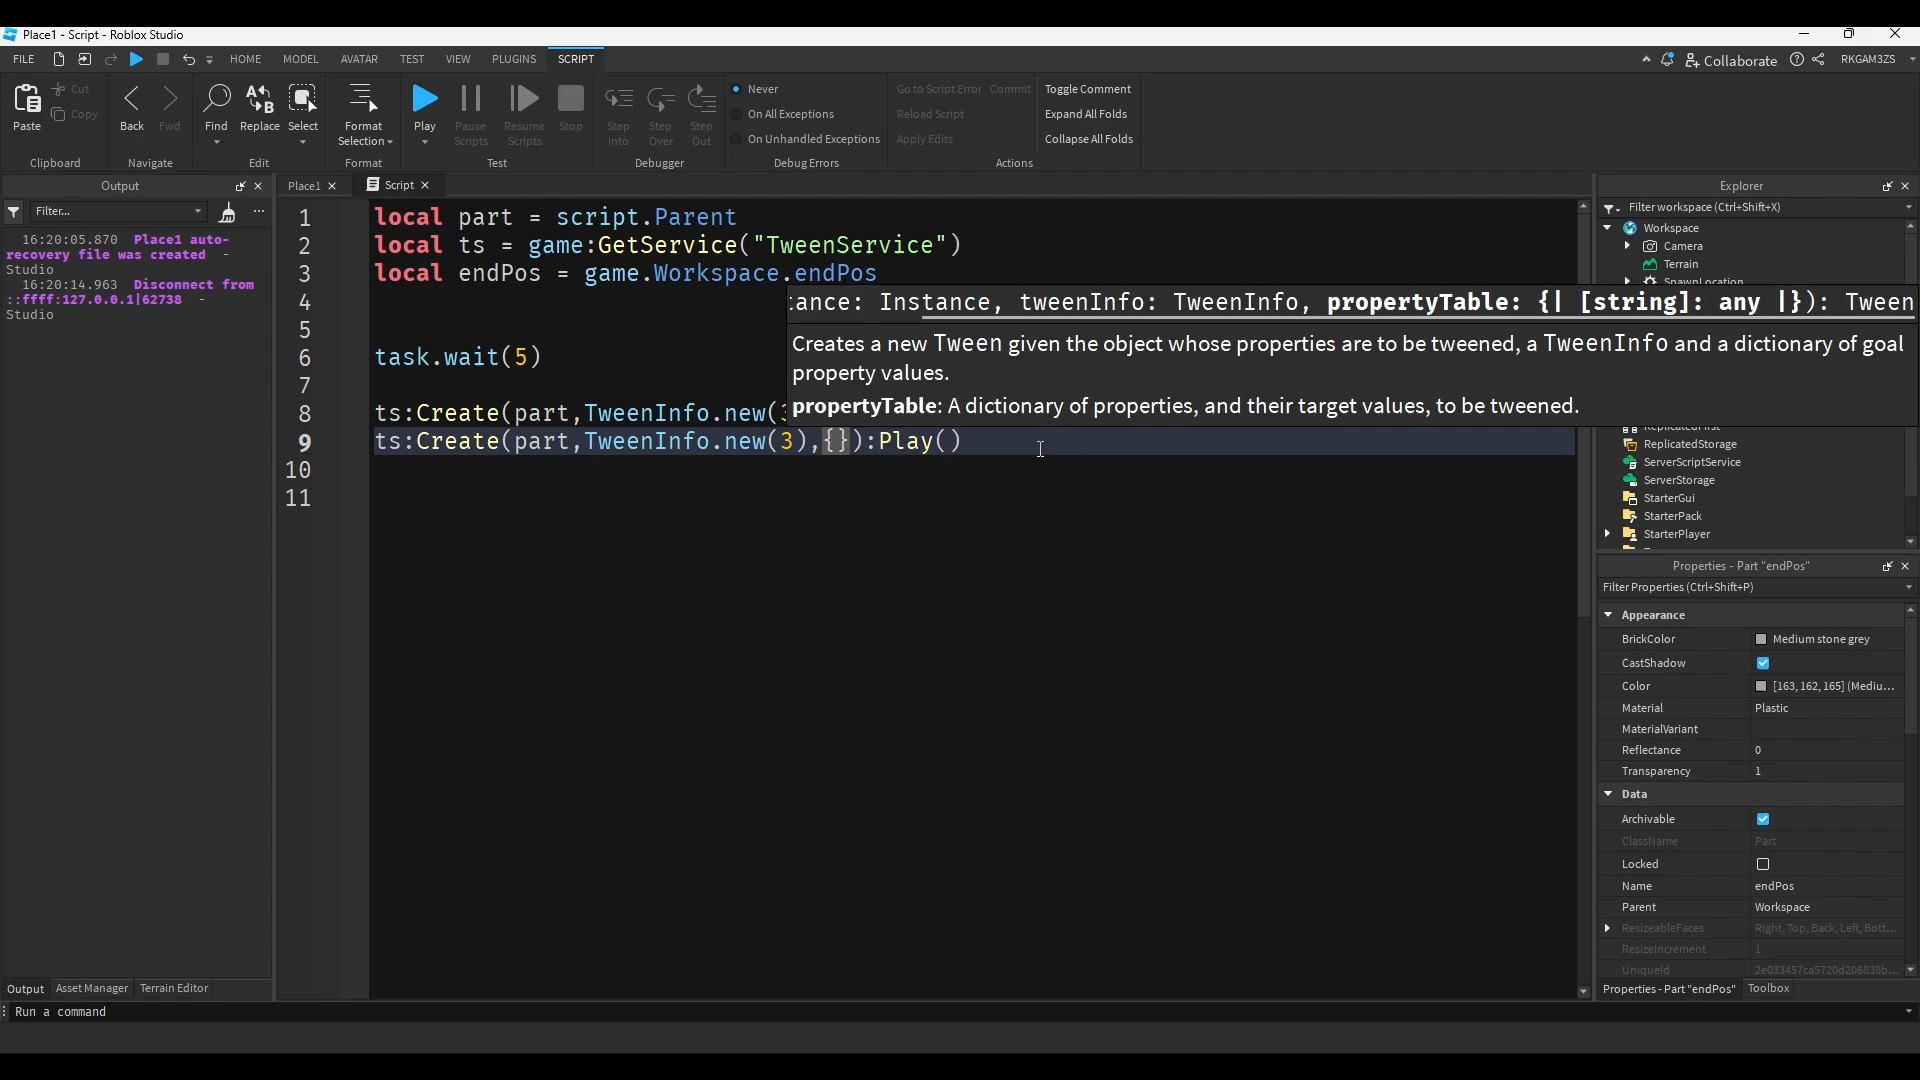 Place1 - Script - Roblox Studio
FILE HOME MODEL AVATAR TEST VIEW PLUGINS SCRIPT Collaborate RKGAM3ZS
Paste Cut Copy
Clipboard
Back Fwd
Navigate
Find Replace Select
Edit
Format Selection
Format
Play Pause Scripts Resume Scripts Stop
Test
Step Into Step Over Step Out
Debugger
Never
On All Exceptions
On Unhandled Exceptions
Debug Errors
Go to Script Error Commit Toggle Comment
Reload Script Expand All Folds
Apply Edits Collapse All Folds
Actions
Output
Filter...
16:20:05.870 Place1 auto-
recovery file was created -
Studio
16:20:14.963 Disconnect from
::ffff:127.0.0.1|62738 -
Studio
Output Asset Manager Terrain Editor
Place1 Script
1 local part = script.Parent
2 local ts = game:GetService("TweenService")
3 local endPos = game.Workspace.endPos
4
5
6 task.wait(5)
7
8 ts:Create(part,TweenInfo.new(3
9 ts:Create(part,TweenInfo.new(3),{}):Play()
10
11
tance: Instance, tweenInfo: TweenInfo, propertyTable: {| [string]: any |}): Tween
Creates a new Tween given the object whose properties are to be tweened, a TweenInfo and a dictionary of goal
property values.
propertyTable: A dictionary of properties, and their target values, to be tweened.
Explorer
Filter workspace (Ctrl+Shift+X)
Workspace
Camera
Terrain
SpawnLocation
ReplicatedFirst
ReplicatedStorage
ServerScriptService
ServerStorage
StarterGui
StarterPack
StarterPlayer
Properties - Part "endPos"
Filter Properties (Ctrl+Shift+P)
Appearance
BrickColor Medium stone grey
CastShadow
Color [163, 162, 165] (Mediu...
Material Plastic
MaterialVariant
Reflectance 0
Transparency 1
Data
Archivable
ClassName Part
Locked
Name endPos
Parent Workspace
ResizeableFaces Right, Top, Back, Left, Bott...
ResizeIncrement 1
UniqueId 2e033457ca5720d206838b...
Properties - Part "endPos" Toolbox
Run a command